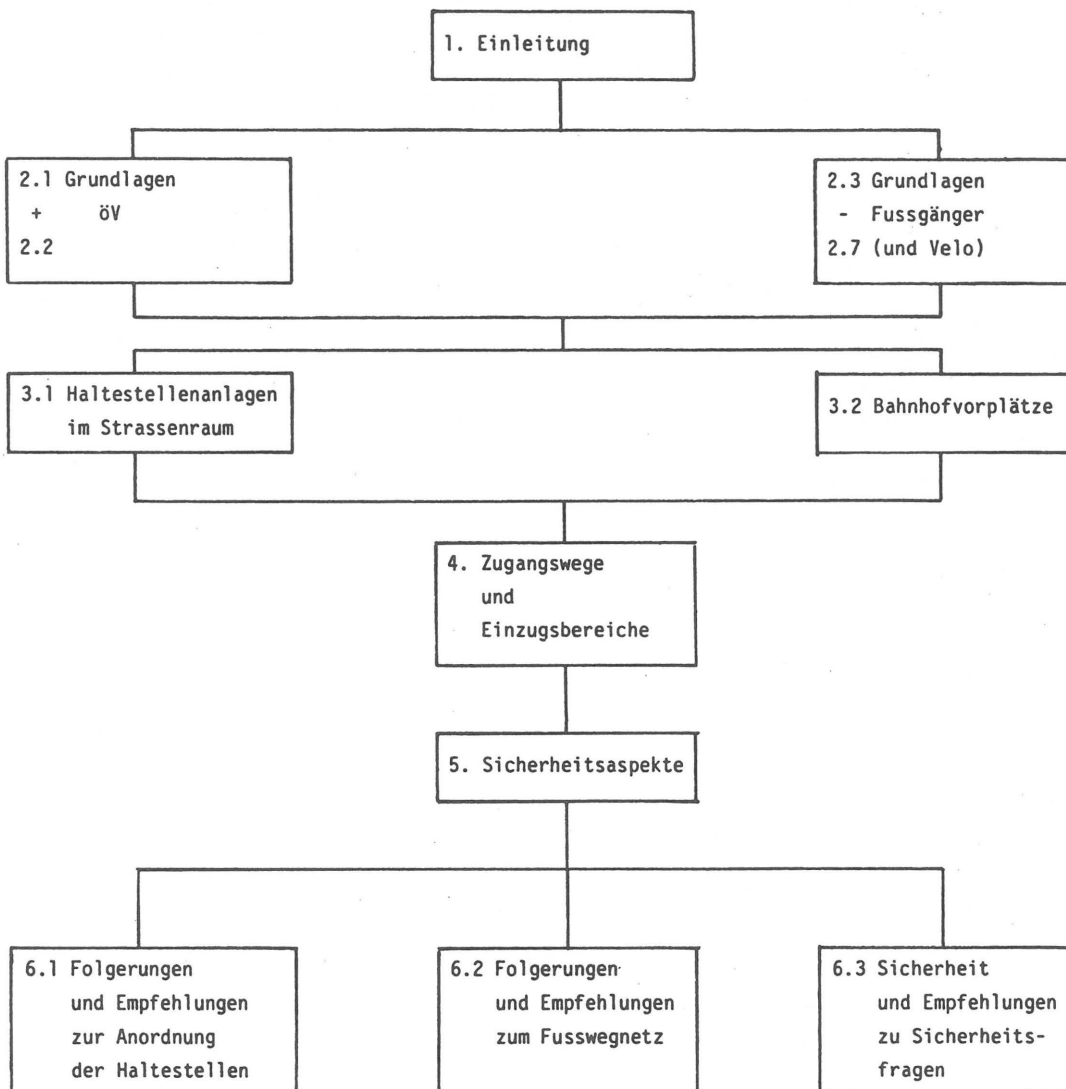 1. Einleitung
2.1 Grundlagen
+ öV
2.2
2.3 Grundlagen
- Fussgänger
2.7 (und Velo)
3.1 Haltestellenanlagen
im Strassenraum
3.2 Bahnhofvorplätze
4. Zugangswege
und
Einzugsbereiche
5. Sicherheitsaspekte
6.1 Folgerungen
und Empfehlungen
zur Anordnung
der Haltestellen
6.2 Folgerungen
und Empfehlungen
zum Fusswegnetz
6.3 Sicherheit
und Empfehlungen
zu Sicherheits-
fragen